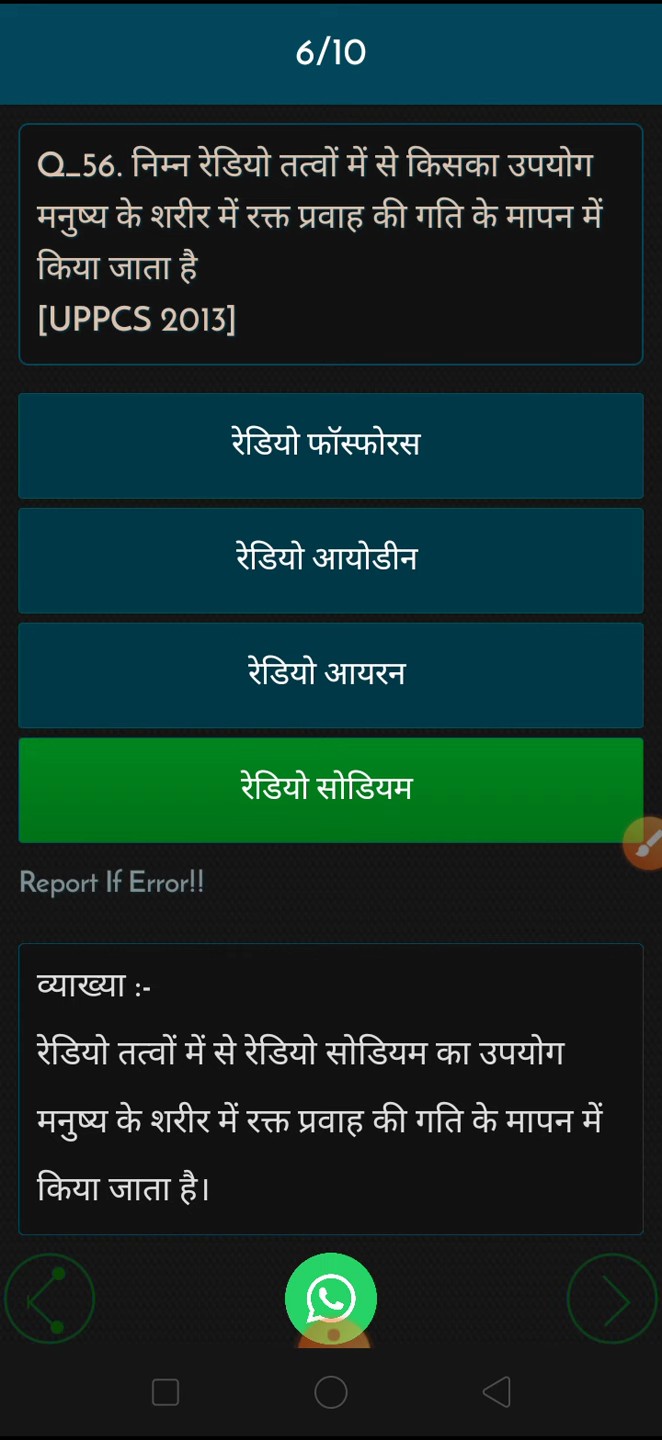 6/10
Q_56. निम्न रेडियो तत्वों में से किसका उपयोग
मनुष्य के शरीर में रक्त प्रवाह की गति के मापन में
किया जाता है
[UPPCS 2013]
रेडियो फॉस्फोरस
रेडियो आयोडीन
रेडियो आयरन
रेडियो सोडियम
Report If Error!!
व्याख्या :-
रेडियो तत्वों में से रेडियो सोडियम का उपयोग
मनुष्य के शरीर में रक्त प्रवाह की गति के मापन में
किया जाता है।